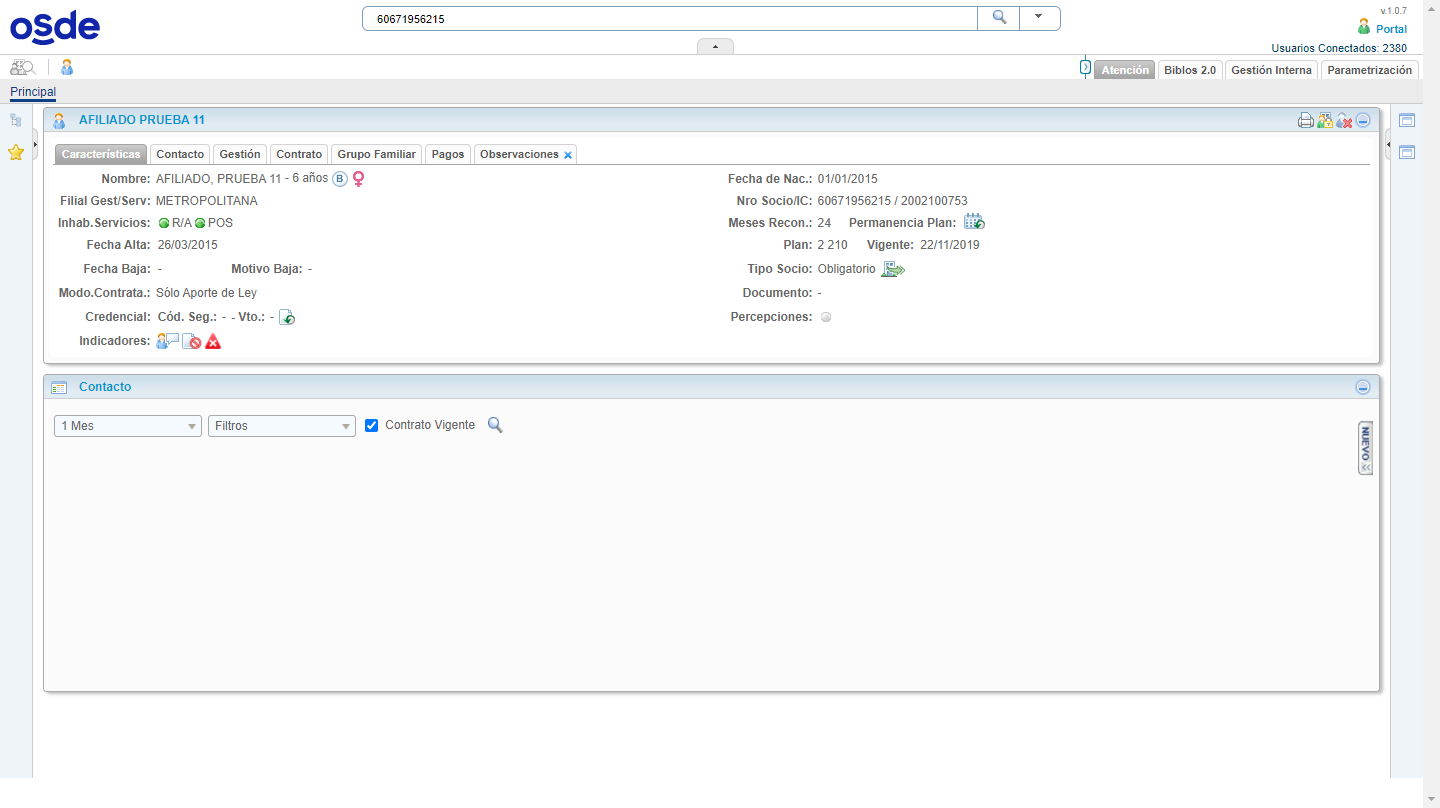 osde
60671956215
v.1.0.7
Portal
Usuarios Conectados: 2380
Atención
Biblos 2.0
Gestión Interna
Parametrización
Principal
AFILIADO PRUEBA 11
Características
Contacto
Gestión
Contrato
Grupo Familiar
Pagos
Observaciones
Nombre: AFILIADO, PRUEBA 11 - 6 años B
Fecha de Nac.: 01/01/2015
Filial Gest/Serv: METROPOLITANA
Nro Socio/IC: 60671956215 / 2002100753
Inhab.Servicios: R/A POS
Meses Recon.: 24 Permanencia Plan:
Fecha Alta: 26/03/2015
Plan: 2 210 Vigente: 22/11/2019
Fecha Baja: - Motivo Baja: -
Tipo Socio: Obligatorio
Modo.Contrata.: Sólo Aporte de Ley
Documento: -
Credencial: Cód. Seg.: - - Vto.: -
Percepciones:
Indicadores:
Contacto
1 Mes
Filtros
Contrato Vigente
NUEVO